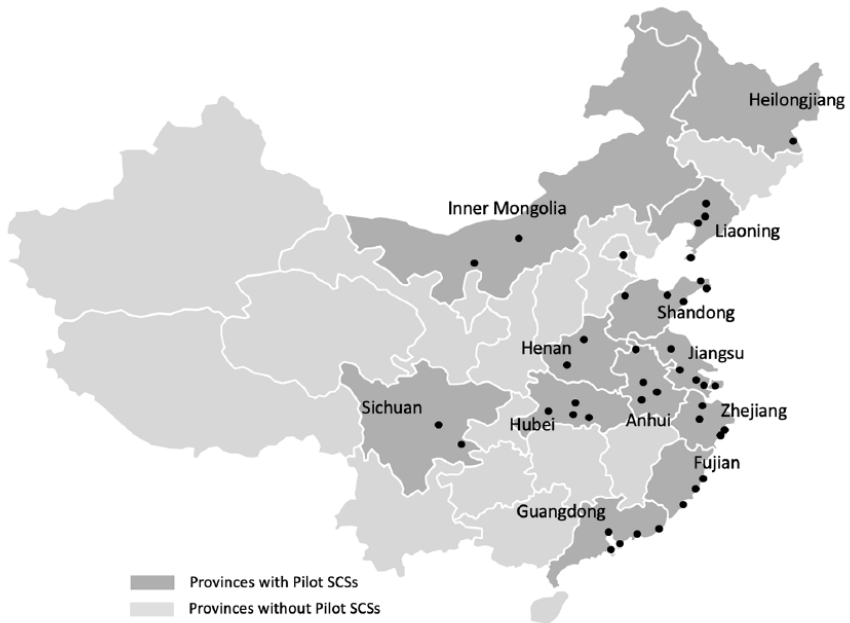 Heilongjiang
Inner Mongolia
Liaoning
Shandong
Henan
Jiangsu
Sichuan
Hubei
Anhui
Zhejiang
Fujian
Guangdong
Provinces with Pilot SCSs
Provinces without Pilot SCSs